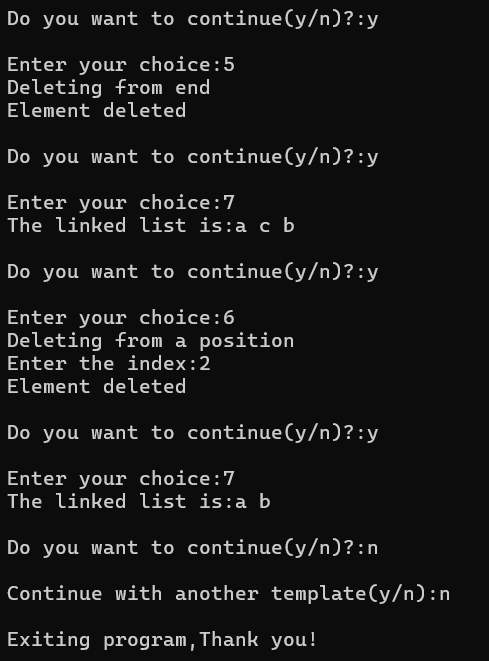 Do you want to continue(y/n)?:y
Enter your choice:5
Deleting from end
Element deleted
Do you want to continue(y/n)?:y
Enter your choice:7
The linked list is:a c b
Do you want to continue(y/n)?:y
Enter your choice:6
Deleting from a position
Enter the index:2
Element deleted
Do you want to continue(y/n)?:y
Enter your choice:7
The linked list is:a b
Do you want to continue(y/n)?:n
Continue with another template(y/n):n
Exiting program,Thank you!